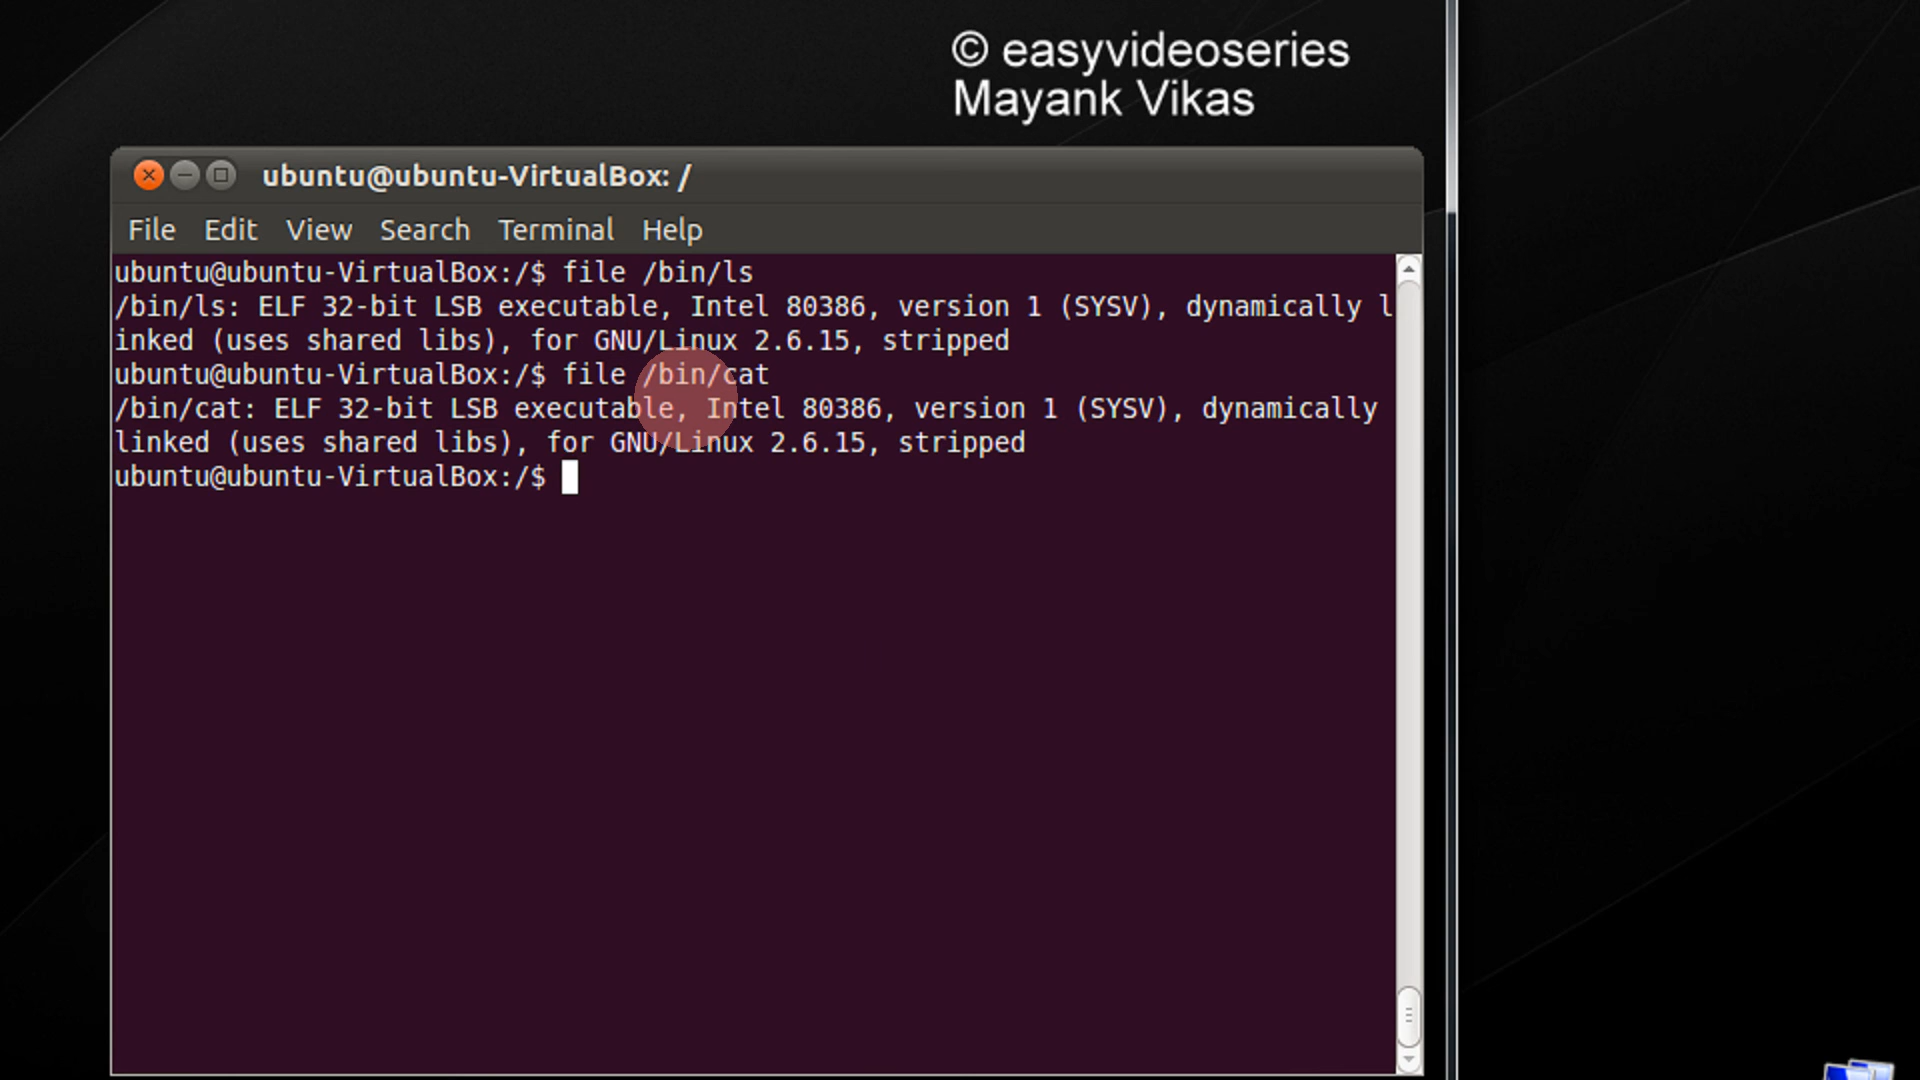 © easyvideoseries
Mayank Vikas
ubuntu@ubuntu-VirtualBox: /
File Edit View Search Terminal Help
ubuntu@ubuntu-VirtualBox:/$ file /bin/ls
/bin/ls: ELF 32-bit LSB executable, Intel 80386, version 1 (SYSV), dynamically l
inked (uses shared libs), for GNU/Linux 2.6.15, stripped
ubuntu@ubuntu-VirtualBox:/$ file /bin/cat
/bin/cat: ELF 32-bit LSB executable, Intel 80386, version 1 (SYSV), dynamically
linked (uses shared libs), for GNU/Linux 2.6.15, stripped
ubuntu@ubuntu-VirtualBox:/$